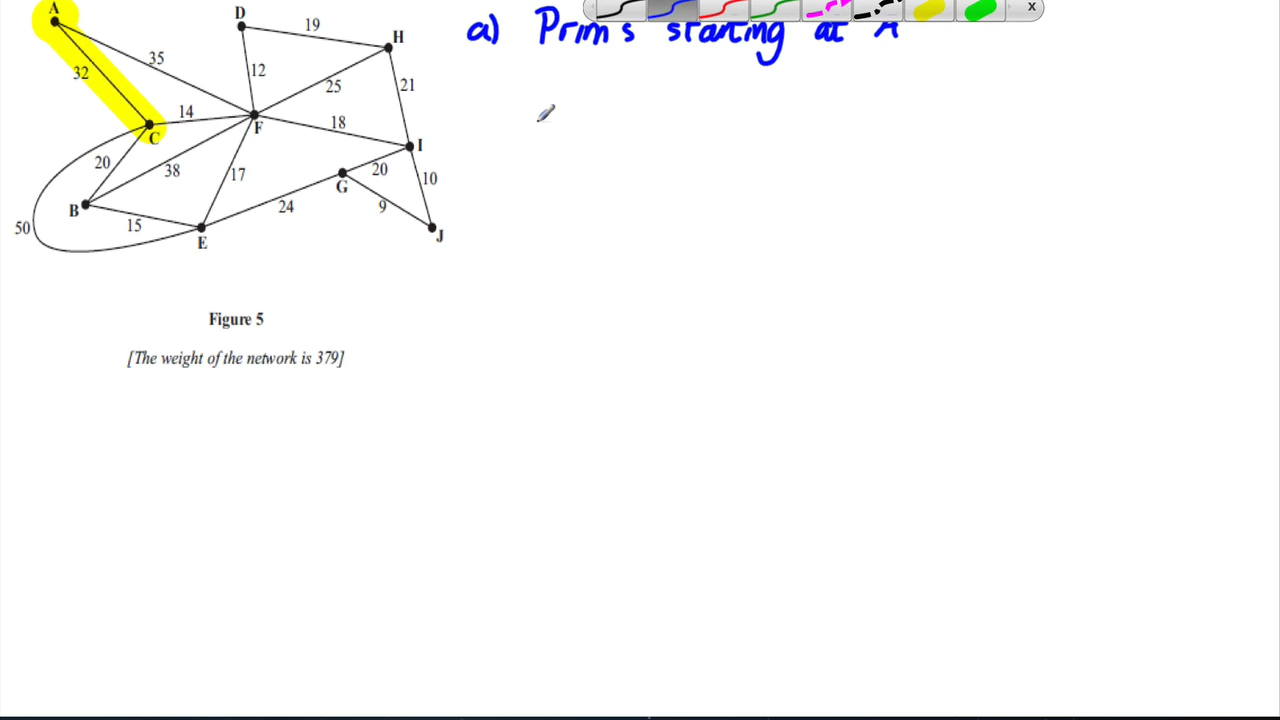 A
D
19
H
a) Prim's starting at A
x
32
35
12
25
21
14
F
18
C
I
20
38
17
20
G
10
B
9
24
50
15
E
J
Figure 5
[The weight of the network is 379]